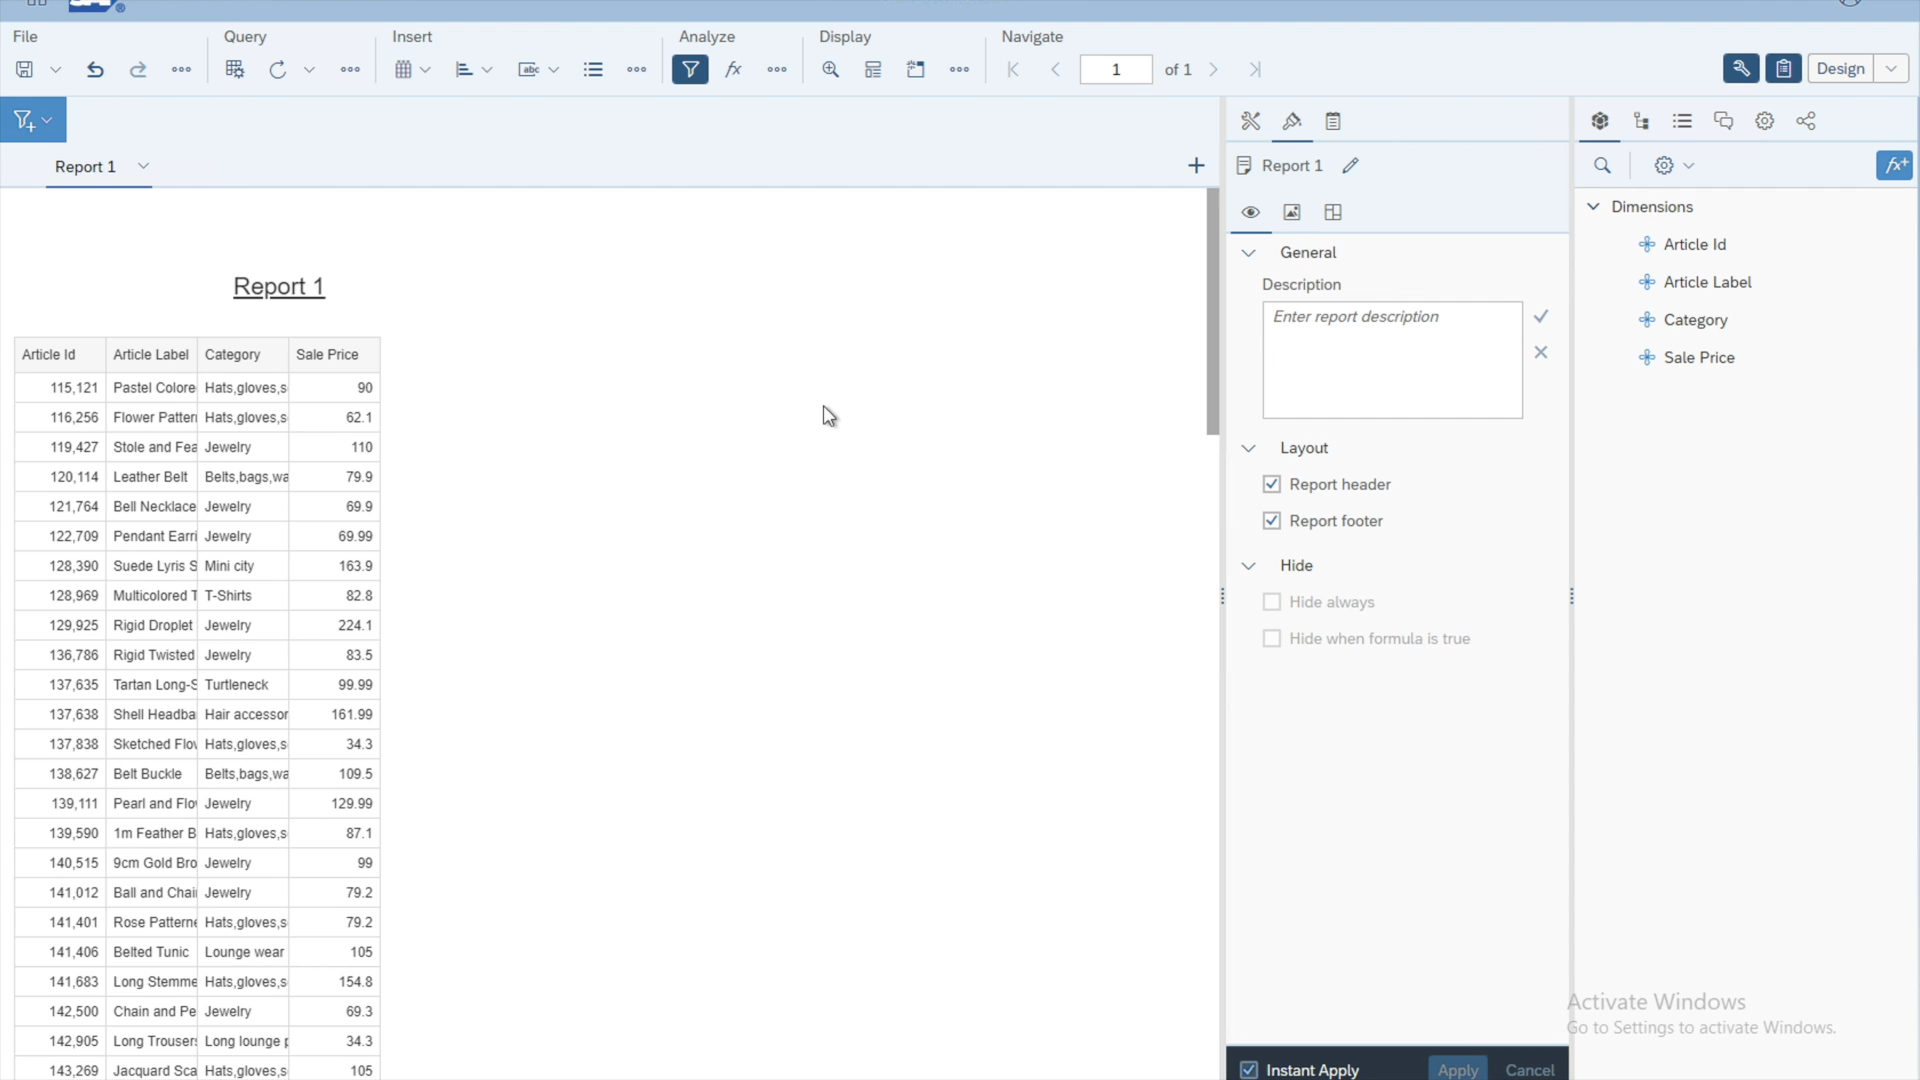 File
Query
Insert
Analyze
Display
Navigate
abc
fx
1
of 1
Design
Report 1
Report 1
fx+
Report 1
Article Id Article Label Category Sale Price
115,121 Pastel Colore Hats,gloves,s 90
116,256 Flower Patter Hats,gloves,s 62.1
119,427 Stole and Fea Jewelry 110
120,114 Leather Belt Belts,bags,wa 79.9
121,764 Bell Necklace Jewelry 69.9
122,709 Pendant Earri Jewelry 69.99
128,390 Suede Lyris S Mini city 163.9
128,969 Multicolored T T-Shirts 82.8
129,925 Rigid Droplet Jewelry 224.1
136,786 Rigid Twisted Jewelry 83.5
137,635 Tartan Long-S Turtleneck 99.99
137,638 Shell Headba Hair accessor 161.99
137,838 Sketched Flo Hats,gloves,s 34.3
138,627 Belt Buckle Belts,bags,wa 109.5
139,111 Pearl and Flo Jewelry 129.99
139,590 1m Feather B Hats,gloves,s 87.1
140,515 9cm Gold Bro Jewelry 99
141,012 Ball and Chai Jewelry 79.2
141,401 Rose Patterne Hats,gloves,s 79.2
141,406 Belted Tunic Lounge wear 105
141,683 Long Stemme Hats,gloves,s 154.8
142,500 Chain and Pe Jewelry 69.3
142,905 Long Trouser Long lounge p 34.3
143,269 Jacquard Sca Hats,gloves,s 105
General
Description
Enter report description
Layout
Report header
Report footer
Hide
Hide always
Hide when formula is true
Instant Apply
Apply
Cancel
Dimensions
Article Id
Article Label
Category
Sale Price
Activate Windows
Go to Settings to activate Windows.